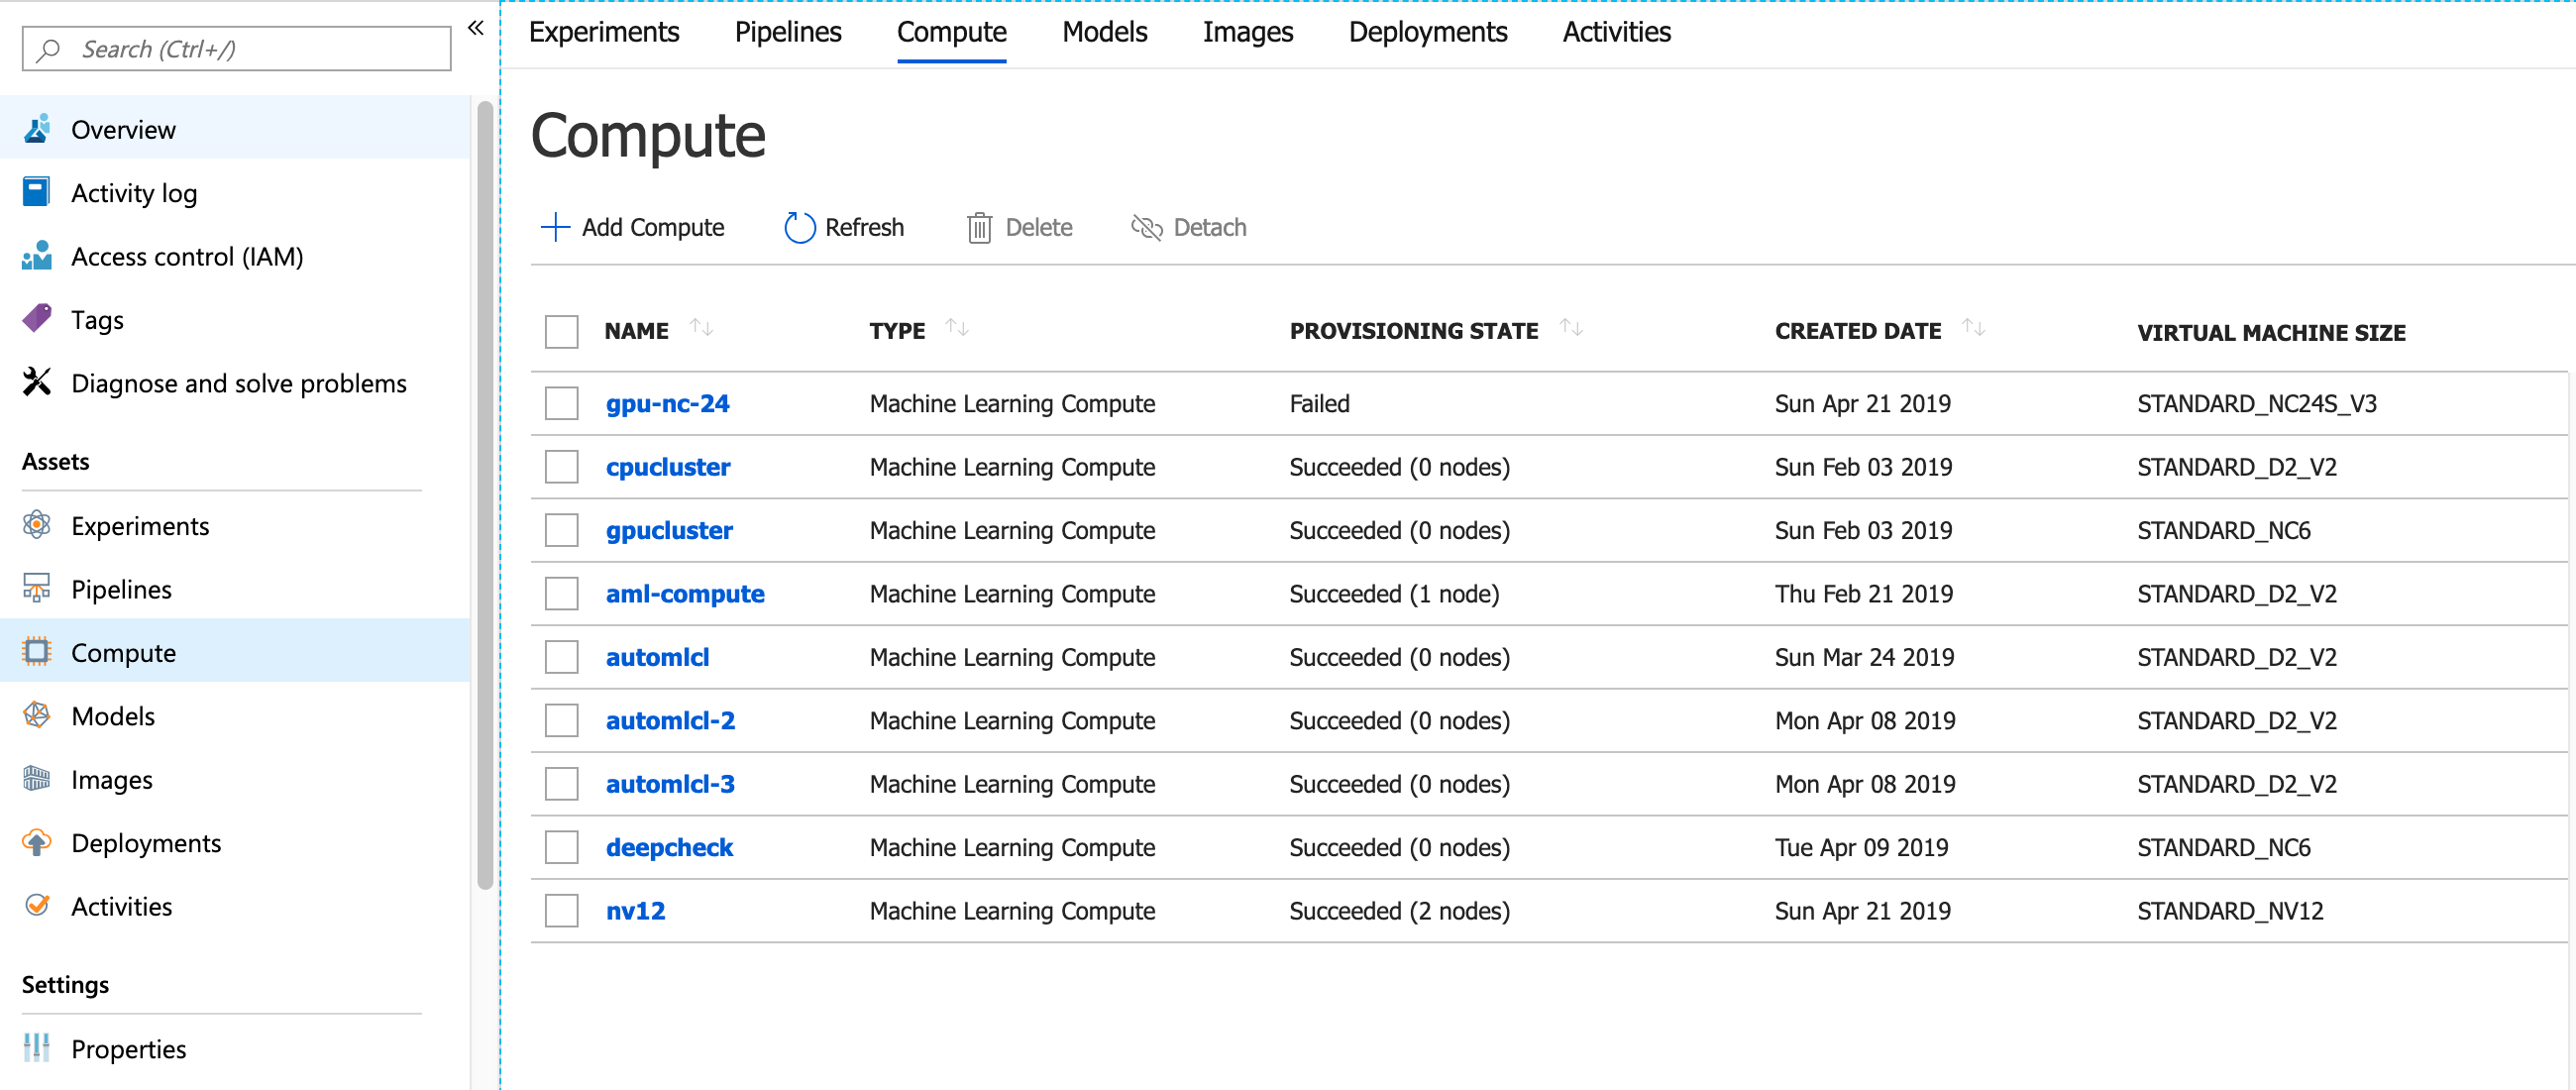 Search (Ctrl+/)
«
Overview
Activity log
Access control (IAM)
Tags
Diagnose and solve problems
Assets
Experiments
Pipelines
Compute
Models
Images
Deployments
Activities
Settings
Properties
Experiments Pipelines Compute Models Images Deployments Activities
Compute
Add Compute Refresh Delete Detach
NAME TYPE PROVISIONING STATE CREATED DATE VIRTUAL MACHINE SIZE
gpu-nc-24 Machine Learning Compute Failed Sun Apr 21 2019 STANDARD_NC24S_V3
cpucluster Machine Learning Compute Succeeded (0 nodes) Sun Feb 03 2019 STANDARD_D2_V2
gpucluster Machine Learning Compute Succeeded (0 nodes) Sun Feb 03 2019 STANDARD_NC6
aml-compute Machine Learning Compute Succeeded (1 node) Thu Feb 21 2019 STANDARD_D2_V2
automlcl Machine Learning Compute Succeeded (0 nodes) Sun Mar 24 2019 STANDARD_D2_V2
automlcl-2 Machine Learning Compute Succeeded (0 nodes) Mon Apr 08 2019 STANDARD_D2_V2
automlcl-3 Machine Learning Compute Succeeded (0 nodes) Mon Apr 08 2019 STANDARD_D2_V2
deepcheck Machine Learning Compute Succeeded (0 nodes) Tue Apr 09 2019 STANDARD_NC6
nv12 Machine Learning Compute Succeeded (2 nodes) Sun Apr 21 2019 STANDARD_NV12